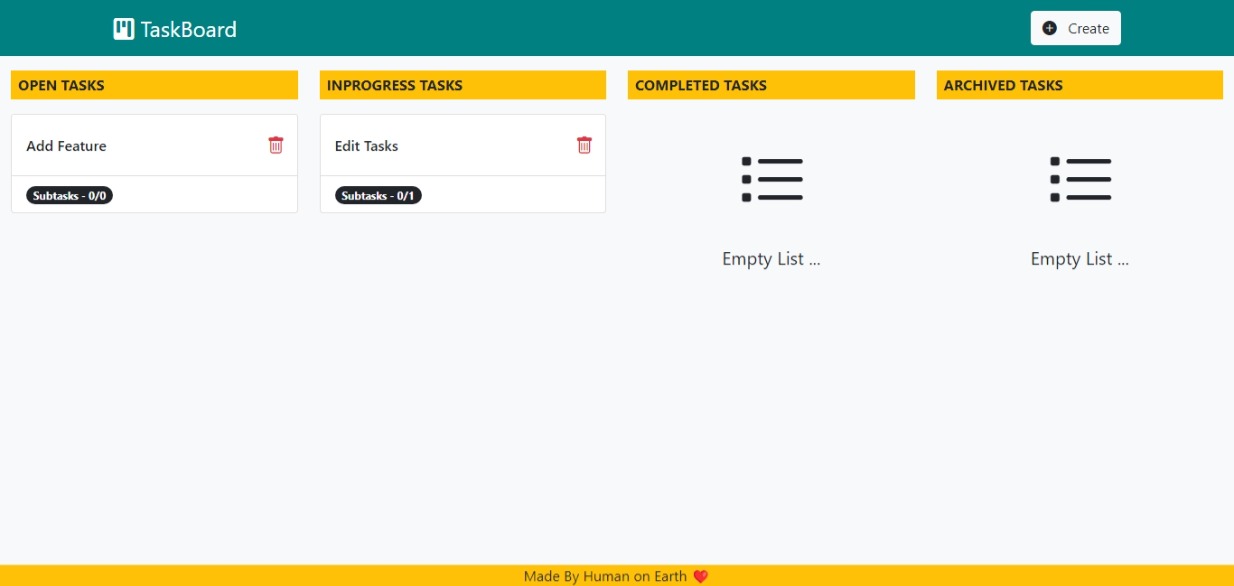 TaskBoard
Create
OPEN TASKS
INPROGRESS TASKS
COMPLETED TASKS
ARCHIVED TASKS
Add Feature
Edit Tasks
Subtasks - 0/0
Subtasks - 0/1
Empty List ...
Empty List ...
Made By Human on Earth ❤️